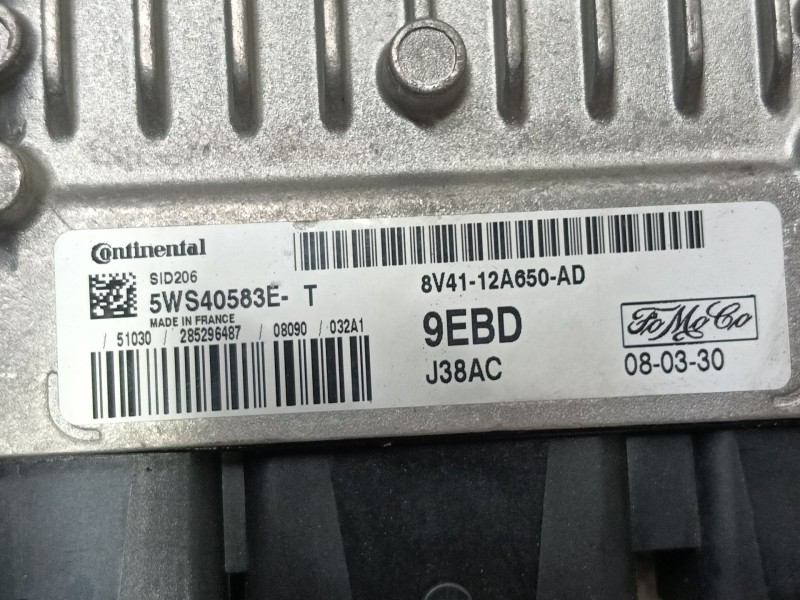 Continental
SID206
5WS40583E- T
MADE IN FRANCE
/ 51030 / 285296487 / 08090 / 032A1
8V41-12A650-AD
9EBD
J38AC
FoMoCo
08-03-30